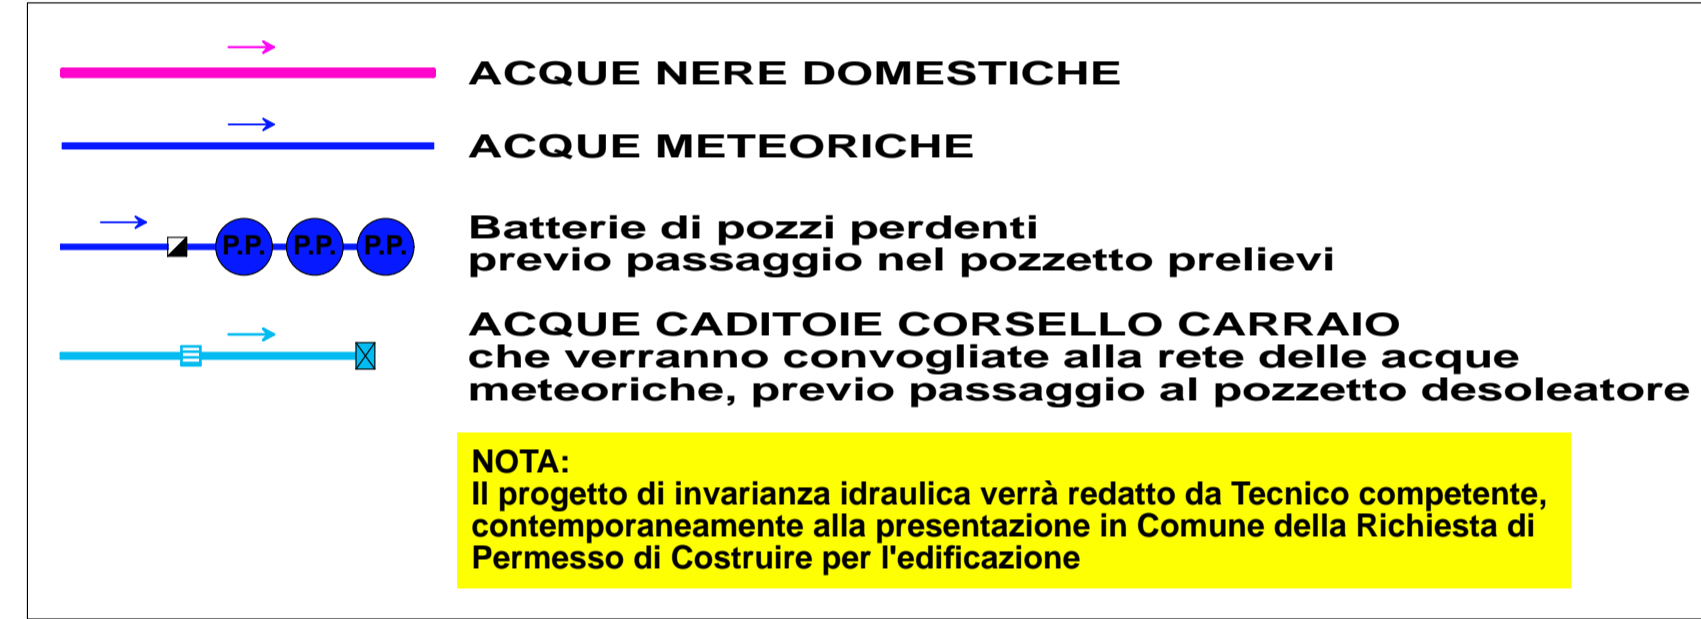 ACQUE NERE DOMESTICHE
ACQUE METEORICHE
P.P. P.P. P.P.
Batterie di pozzi perdenti
previo passaggio nel pozzetto prelievi
ACQUE CADITOIE CORSELLO CARRAIO
che verranno convogliate alla rete delle acque
meteoriche, previo passaggio al pozzetto desoleatore
NOTA:
Il progetto di invarianza idraulica verrà redatto da Tecnico competente,
contemporaneamente alla presentazione in Comune della Richiesta di
Permesso di Costruire per l'edificazione